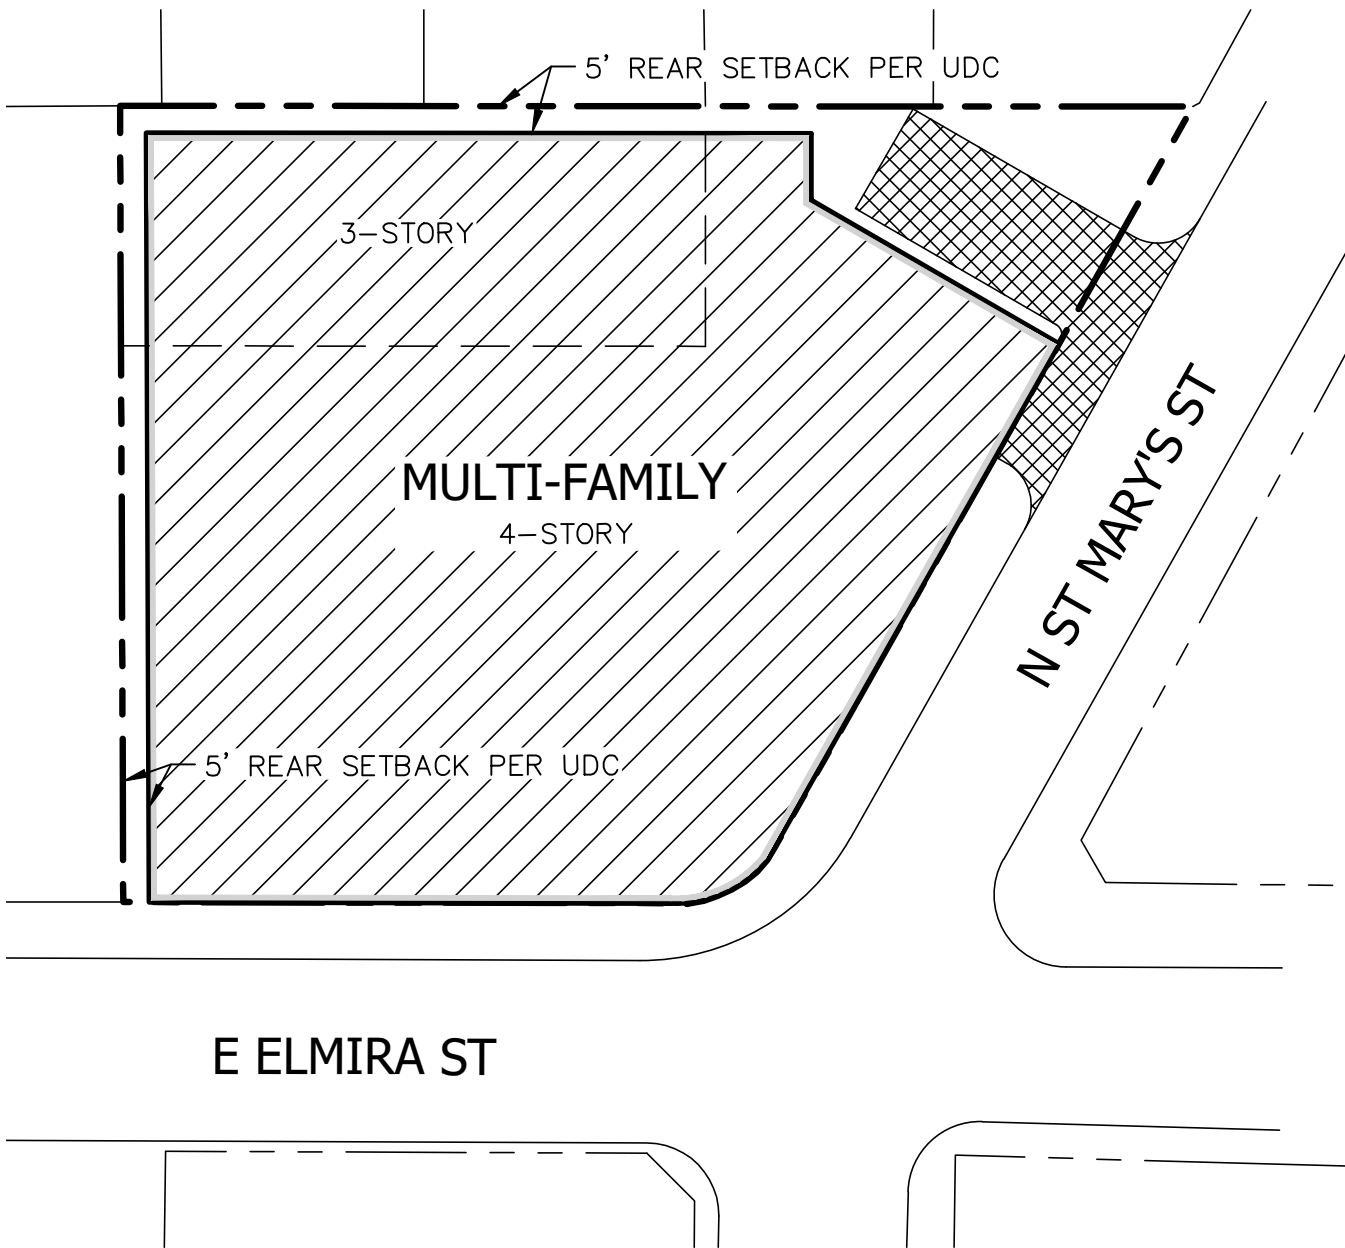 5' REAR SETBACK PER UDC
3-STORY
MULTI-FAMILY
4-STORY
N ST MARY'S ST
5' REAR SETBACK PER UDC
E ELMIRA ST